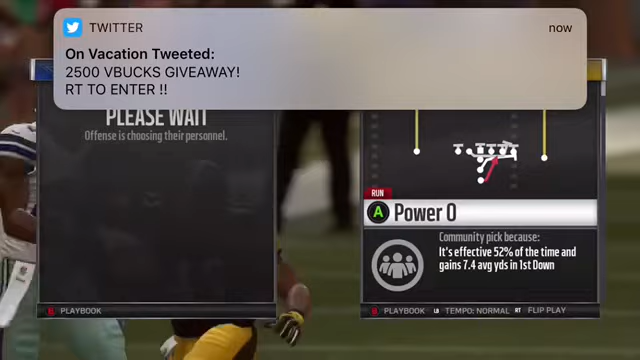 TWITTER
now
On Vacation Tweeted:
2500 VBUCKS GIVEAWAY!
RT TO ENTER !!
PLEASE WAIT
Offense is choosing their personnel.
RUN
A Power O
Community pick because:
It's effective 52% of the time and
gains 7.4 avg yds in 1st Down
PLAYBOOK
PLAYBOOK LB TEMPO: NORMAL RT FLIP PLAY